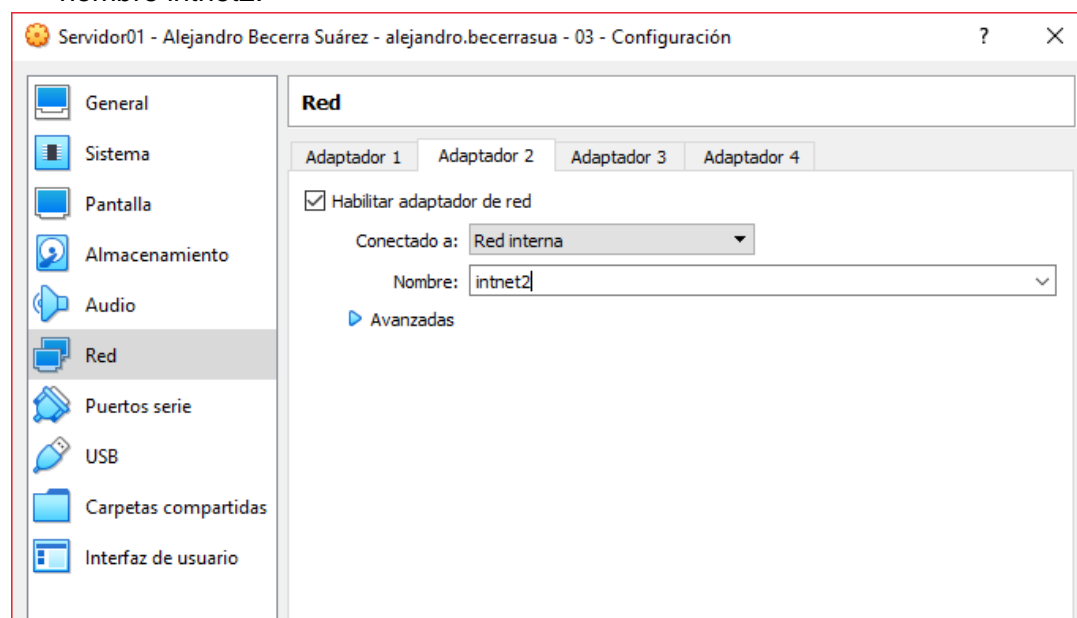 nombre intnet2.
Servidor01 - Alejandro Becerra Suárez - alejandro.becerrasua - 03 - Configuración ? ×
General
Sistema
Pantalla
Almacenamiento
Audio
Red
Puertos serie
USB
Carpetas compartidas
Interfaz de usuario
Red
Adaptador 1 Adaptador 2 Adaptador 3 Adaptador 4
Habilitar adaptador de red
Conectado a: Red interna
Nombre: intnet2
Avanzadas